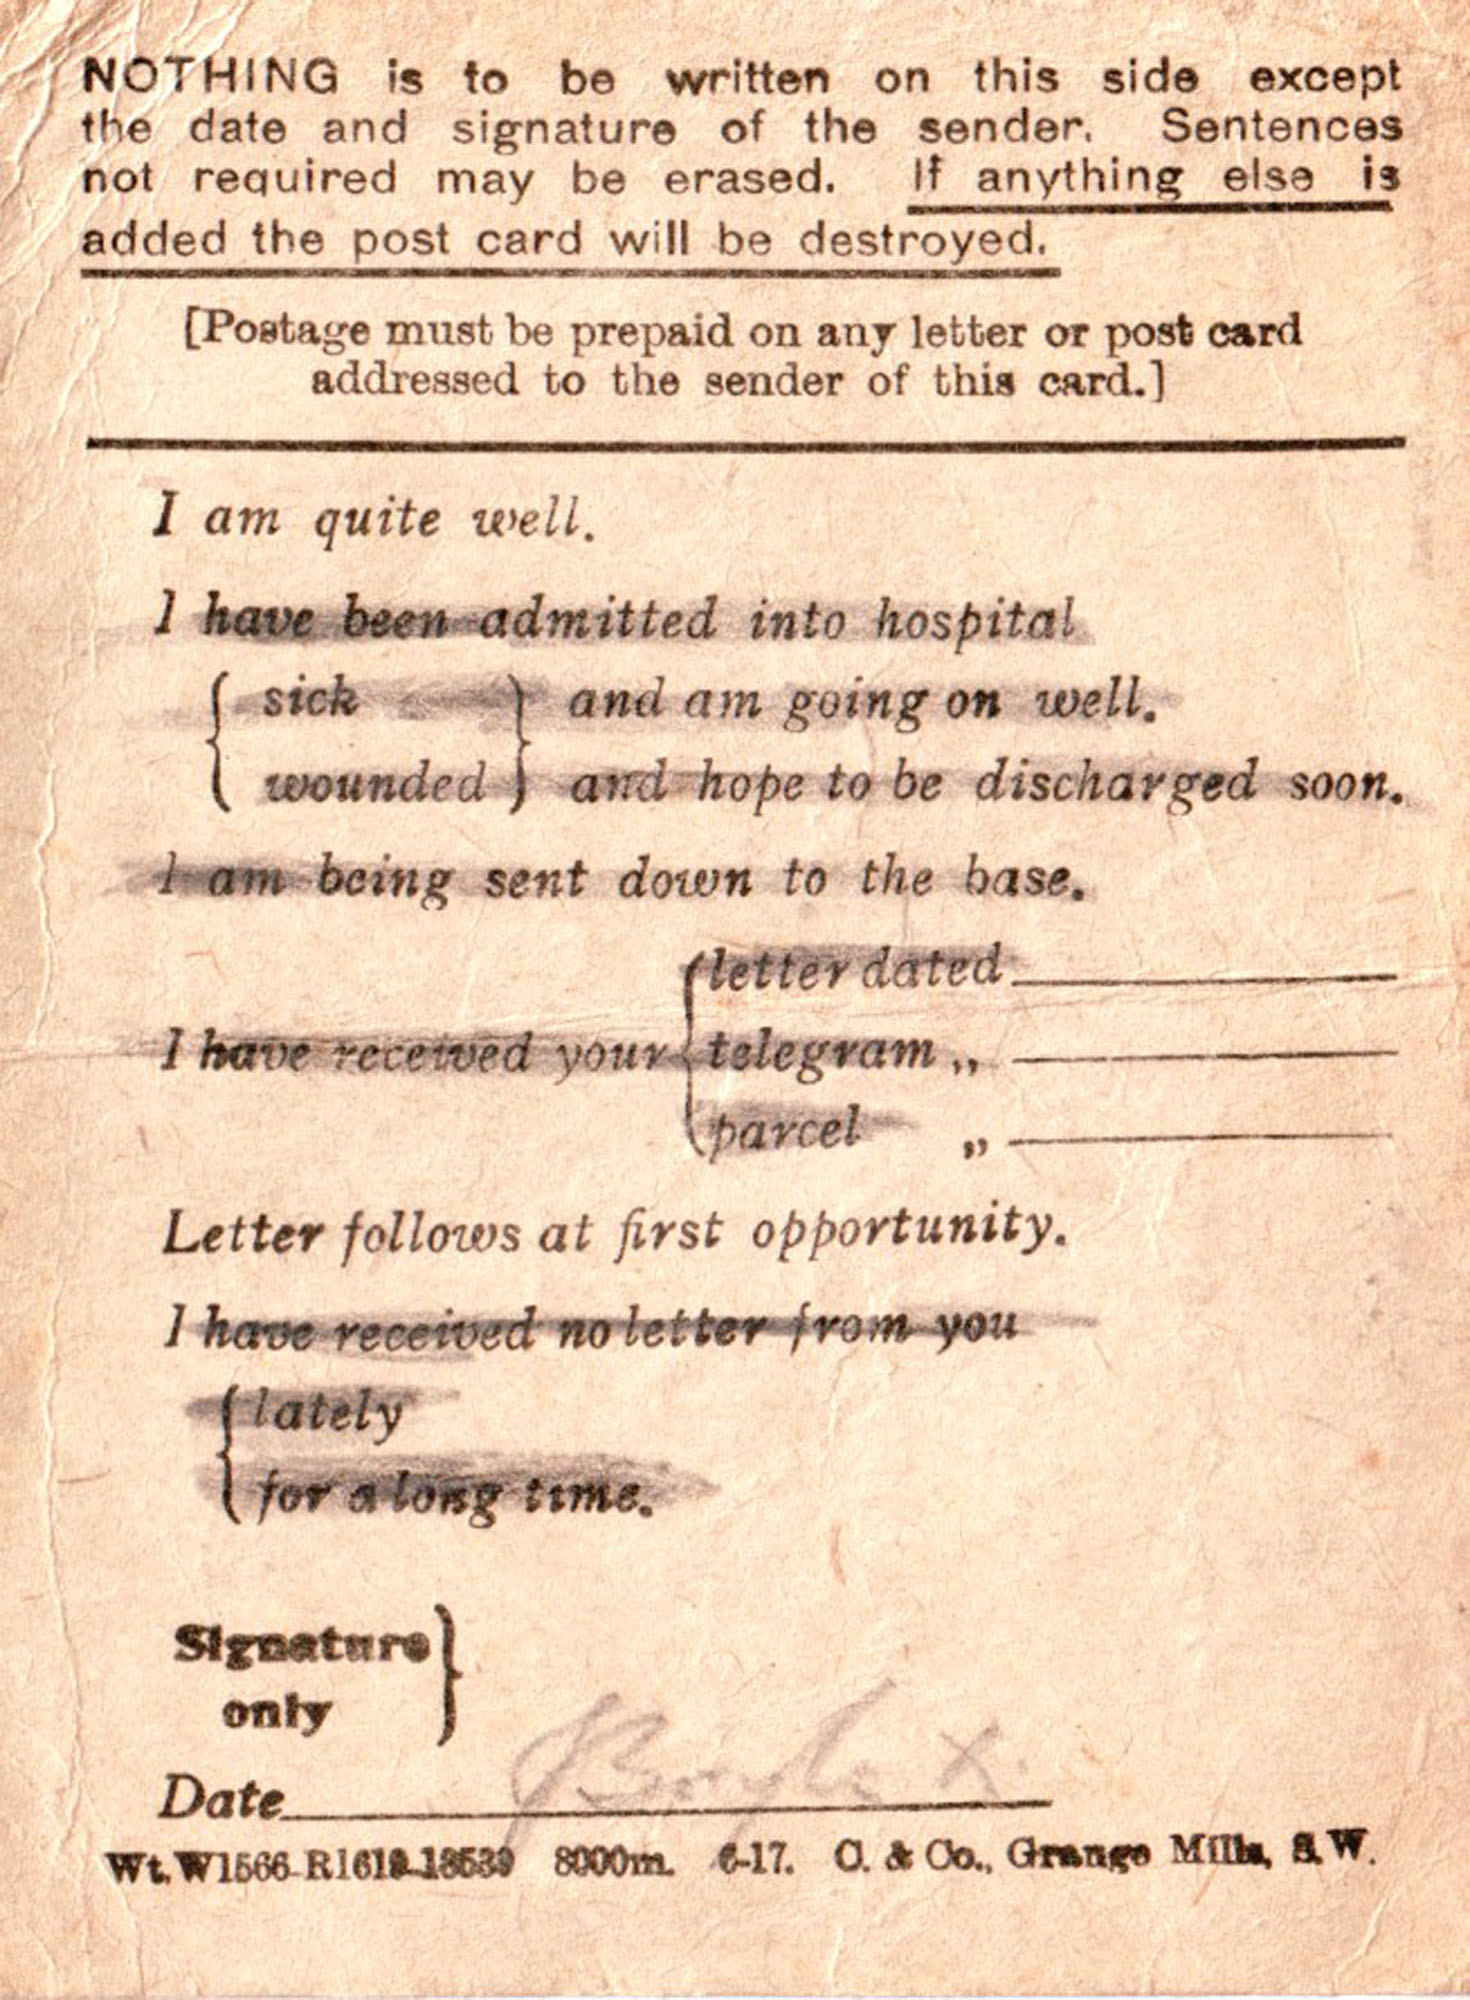 NOTHING is to be written on this side except
the date and signature of the sender. Sentences
not required may be erased. If anything else is
added the post card will be destroyed.
[Postage must be prepaid on any letter or post card
addressed to the sender of this card.]
I am quite well.
I have been admitted into hospital
{ sick } and am going on well.
{ wounded } and hope to be discharged soon.
I am being sent down to the base.
{ letter dated
I have received your { telegram „
{ parcel „
Letter follows at first opportunity.
I have received no letter from you
{ lately
{ for a long time.
Signature
only }
Date
Wt. W1566 8000m. 6-17. C. & Co., Grange Mills, S.W.